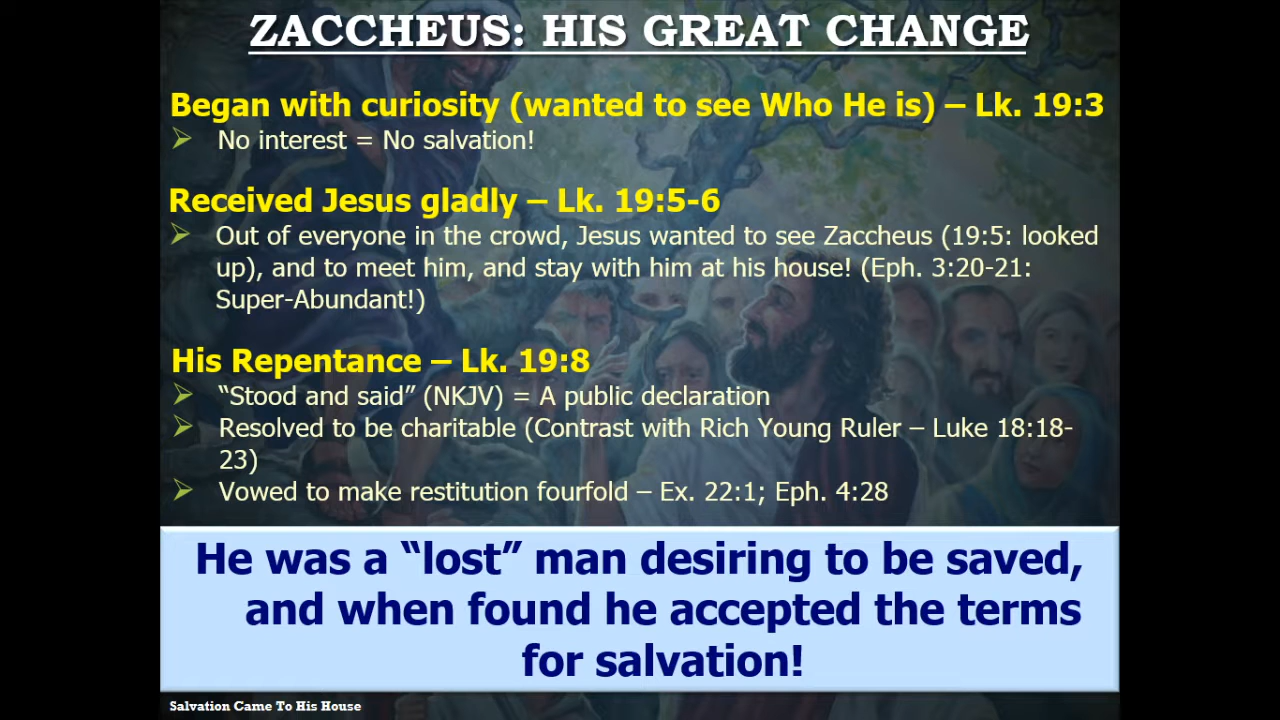 ZACCHEUS: HIS GREAT CHANGE
Began with curiosity (wanted to see Who He is) – Lk. 19:3
➢ No interest = No salvation!
Received Jesus gladly – Lk. 19:5-6
➢ Out of everyone in the crowd, Jesus wanted to see Zaccheus (19:5: looked
up), and to meet him, and stay with him at his house! (Eph. 3:20-21:
Super-Abundant!)
His Repentance – Lk. 19:8
➢ “Stood and said” (NKJV) = A public declaration
➢ Resolved to be charitable (Contrast with Rich Young Ruler – Luke 18:18-
23)
➢ Vowed to make restitution fourfold – Ex. 22:1; Eph. 4:28
He was a “lost” man desiring to be saved,
and when found he accepted the terms
for salvation!
Salvation Came To His House